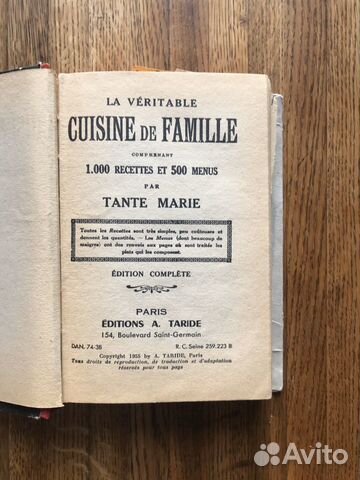 LA VÉRITABLE
CUISINE DE FAMILLE
COMPRENANT
1.000 RECETTES ET 500 MENUS
PAR
TANTE MARIE
Toutes les Recettes sont très simples, peu coûteuses et
donnent les quantités. — Les Menus (dont beaucoup de
maigres) ont des renvois aux pages où sont traités les
plats qui les composent.
ÉDITION COMPLÈTE
PARIS
ÉDITIONS A. TARIDE
154, Boulevard Saint-Germain
DAN. 74-38 R. C. Seine 259.223 B
Copyright 1955 by A. TARIDE, Paris
Tous droits de reproduction, de traduction et d'adaptation
réservés pour tous pays
Avito